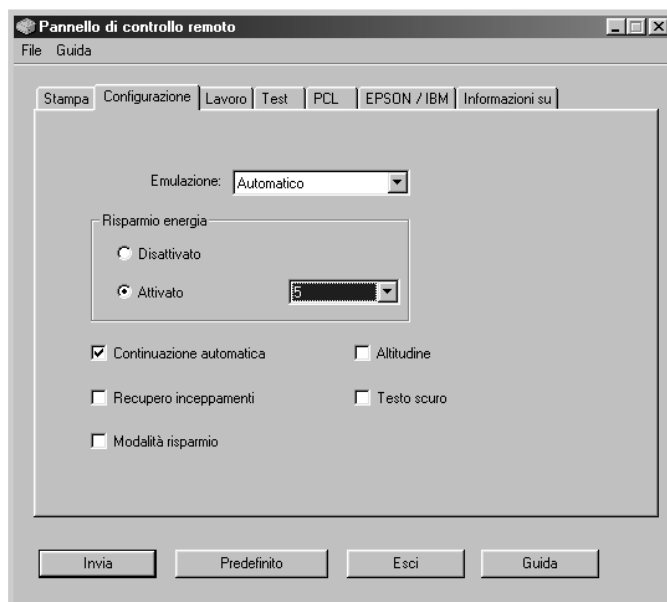 Pannello di controllo remoto
File Guida
Stampa Configurazione Lavoro Test PCL EPSON / IBM Informazioni su
Emulazione: Automatico
Risparmio energia
Disattivato
Attivato 5
Continuazione automatica Altitudine
Recupero inceppamenti Testo scuro
Modalità risparmio
Invia Predefinito Esci Guida